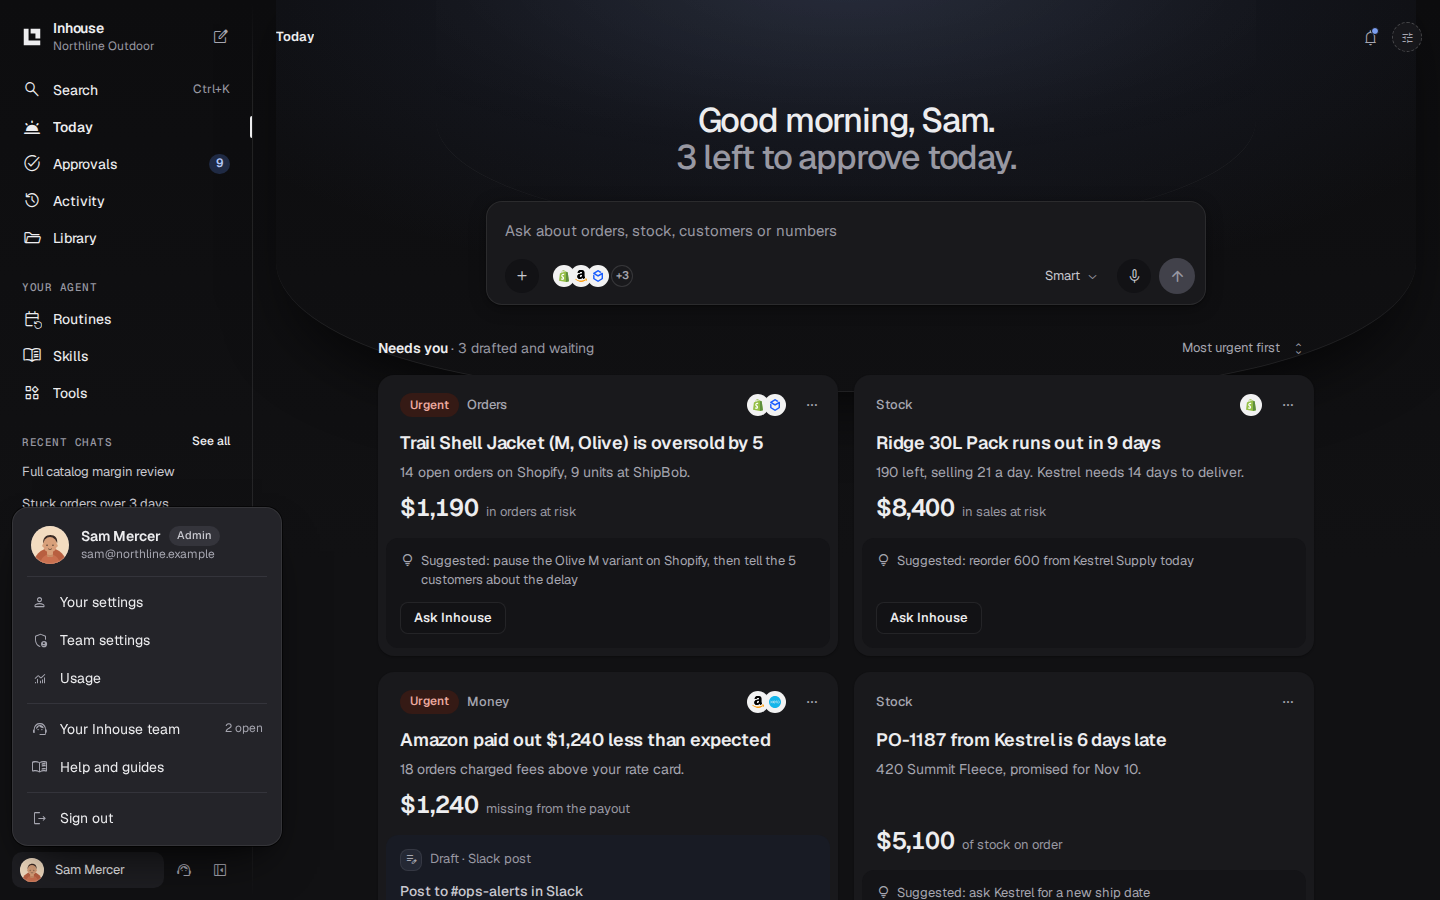 Inhouse
Northline Outdoor
Search
Ctrl+K
Today
Approvals
9
Activity
Library
YOUR AGENT
Routines
Skills
Tools
RECENT CHATS
See all
Full catalog margin review
Stuck orders over 3 days
Sam Mercer
Admin
sam@northline.example
Your settings
Team settings
Usage
Your Inhouse team
2 open
Help and guides
Sign out
Sam Mercer
Today
Good morning, Sam.
3 left to approve today.
Ask about orders, stock, customers or numbers
+3
Smart
Needs you · 3 drafted and waiting
Most urgent first
Urgent
Orders
Trail Shell Jacket (M, Olive) is oversold by 5
14 open orders on Shopify, 9 units at ShipBob.
$1,190 in orders at risk
Suggested: pause the Olive M variant on Shopify, then tell the 5
customers about the delay
Ask Inhouse
Stock
Ridge 30L Pack runs out in 9 days
190 left, selling 21 a day. Kestrel needs 14 days to deliver.
$8,400 in sales at risk
Suggested: reorder 600 from Kestrel Supply today
Ask Inhouse
Urgent
Money
Amazon paid out $1,240 less than expected
18 orders charged fees above your rate card.
$1,240 missing from the payout
Draft · Slack post
Post to #ops-alerts in Slack
Stock
PO-1187 from Kestrel is 6 days late
420 Summit Fleece, promised for Nov 10.
$5,100 of stock on order
Suggested: ask Kestrel for a new ship date